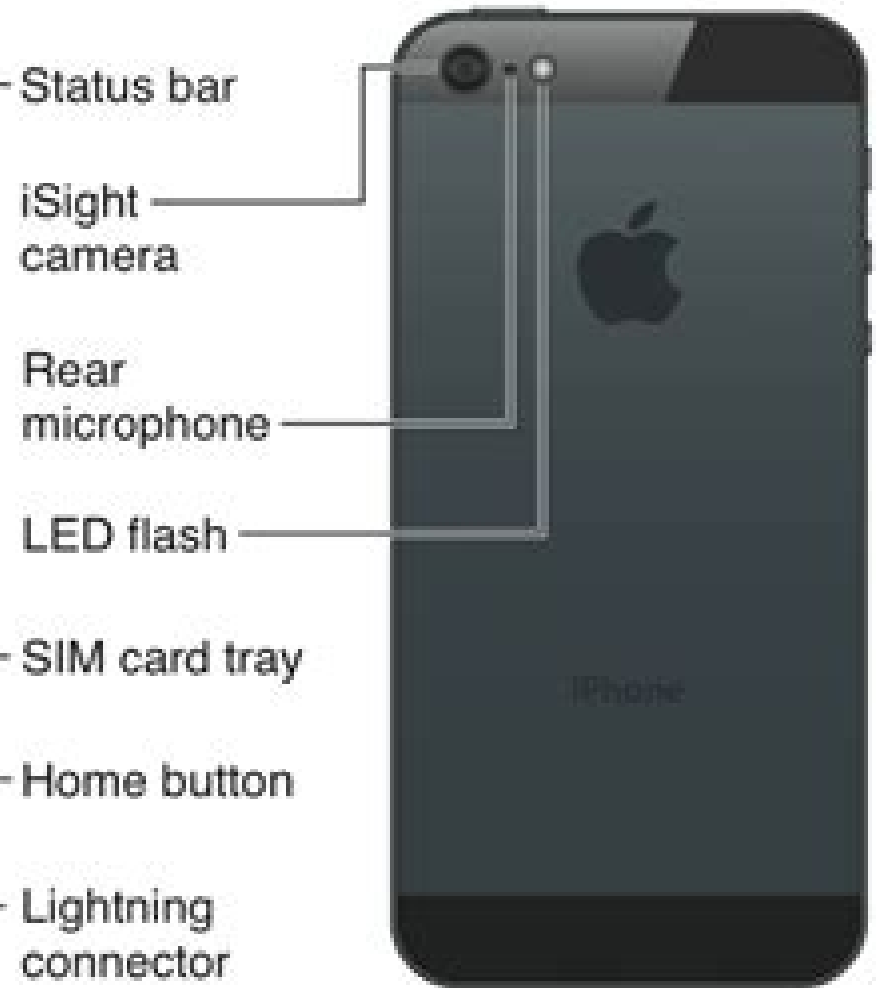 Status bar
iSight
camera
Rear
microphone
LED flash
SIM card tray
Home button
Lightning
connector
iPhone